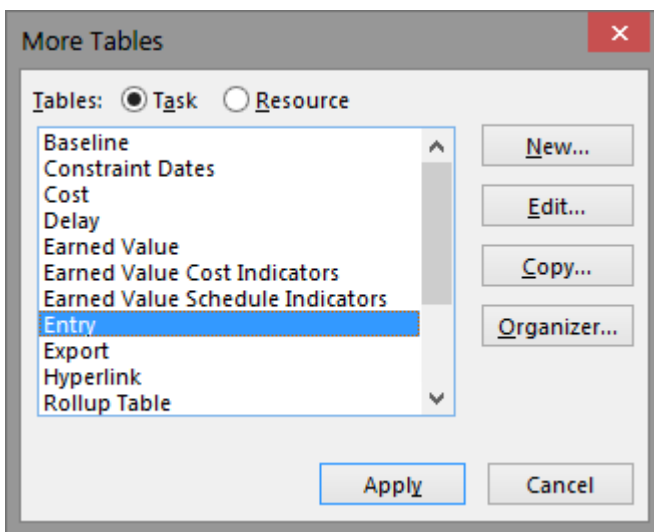 More Tables
Tables: Task Resource
Baseline
Constraint Dates
Cost
Delay
Earned Value
Earned Value Cost Indicators
Earned Value Schedule Indicators
Entry
Export
Hyperlink
Rollup Table
New...
Edit...
Copy...
Organizer...
Apply Cancel